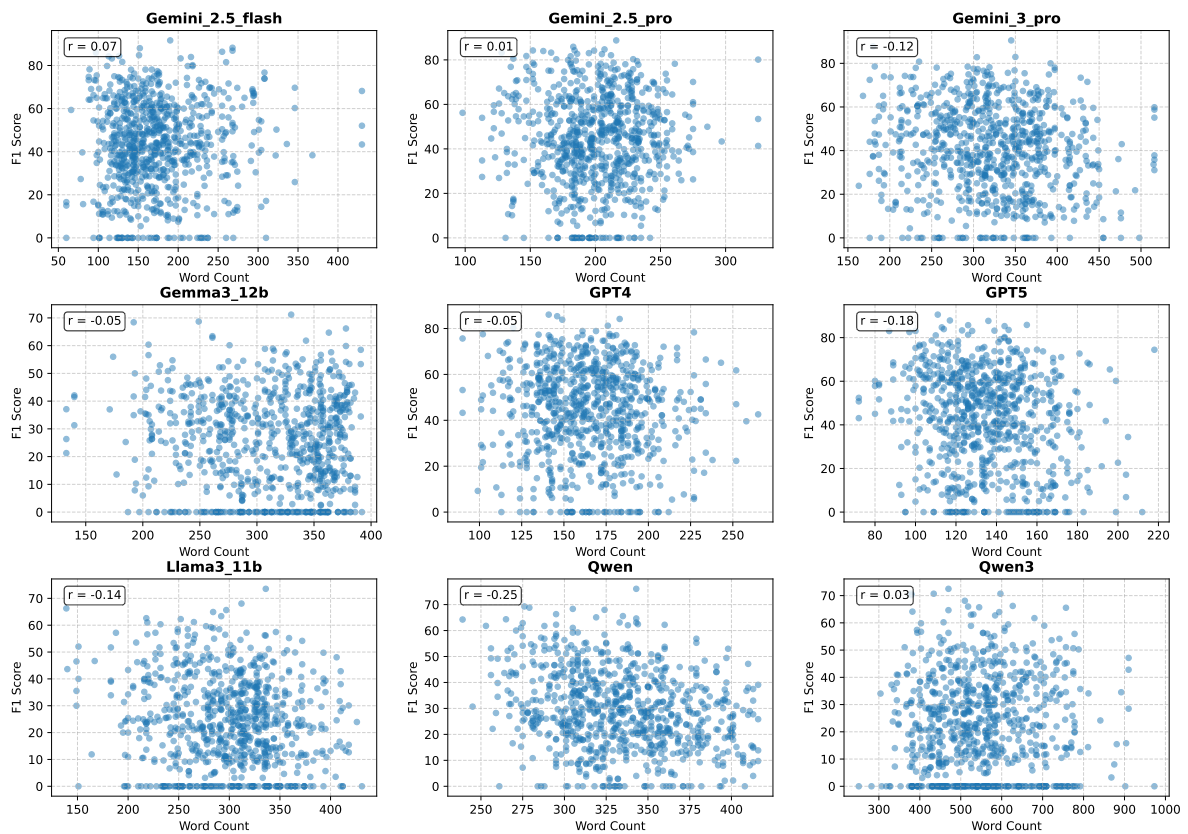 Gemini_2.5_flash
r = 0.07
F1 Score
80
60
40
20
0
50 100 150 200 250 300 350 400
Word Count
Gemini_2.5_pro
r = 0.01
F1 Score
80
60
40
20
0
100 150 200 250 300
Word Count
Gemini_3_pro
r = -0.12
F1 Score
80
60
40
20
0
150 200 250 300 350 400 450 500
Word Count
Gemma3_12b
r = -0.05
F1 Score
70
60
50
40
30
20
10
0
150 200 250 300 350 400
Word Count
GPT4
r = -0.05
F1 Score
80
60
40
20
0
100 125 150 175 200 225 250
Word Count
GPT5
r = -0.18
F1 Score
80
60
40
20
0
80 100 120 140 160 180 200 220
Word Count
Llama3_11b
r = -0.14
F1 Score
70
60
50
40
30
20
10
0
150 200 250 300 350 400
Word Count
Qwen
r = -0.25
F1 Score
70
60
50
40
30
20
10
0
250 275 300 325 350 375 400
Word Count
Qwen3
r = 0.03
F1 Score
70
60
50
40
30
20
10
0
300 400 500 600 700 800 900 1000
Word Count